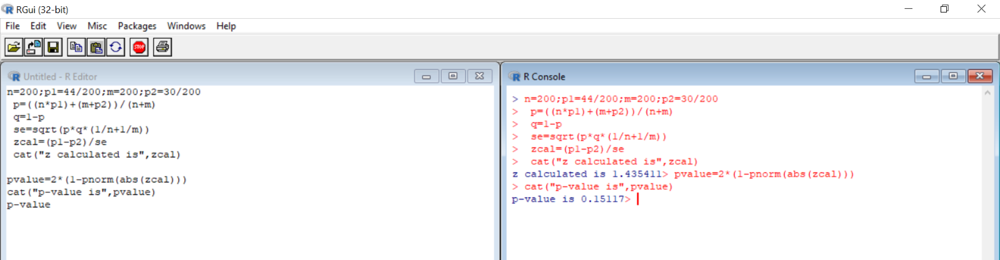 RGui (32-bit)
File Edit View Misc Packages Windows Help
STOP
Untitled - R Editor
n=200;p1=44/200;m=200;p2=30/200
p=((n*p1)+(m+p2))/(n+m)
q=1-p
se=sqrt(p*q*(1/n+1/m))
zcal=(p1-p2)/se
cat("z calculated is",zcal)
pvalue=2*(1-pnorm(abs(zcal)))
cat("p-value is",pvalue)
p-value
R Console
> n=200;p1=44/200;m=200;p2=30/200
> p=((n*p1)+(m+p2))/(n+m)
> q=1-p
> se=sqrt(p*q*(1/n+1/m))
> zcal=(p1-p2)/se
> cat("z calculated is",zcal)
z calculated is 1.435411> pvalue=2*(1-pnorm(abs(zcal)))
> cat("p-value is",pvalue)
p-value is 0.15117>